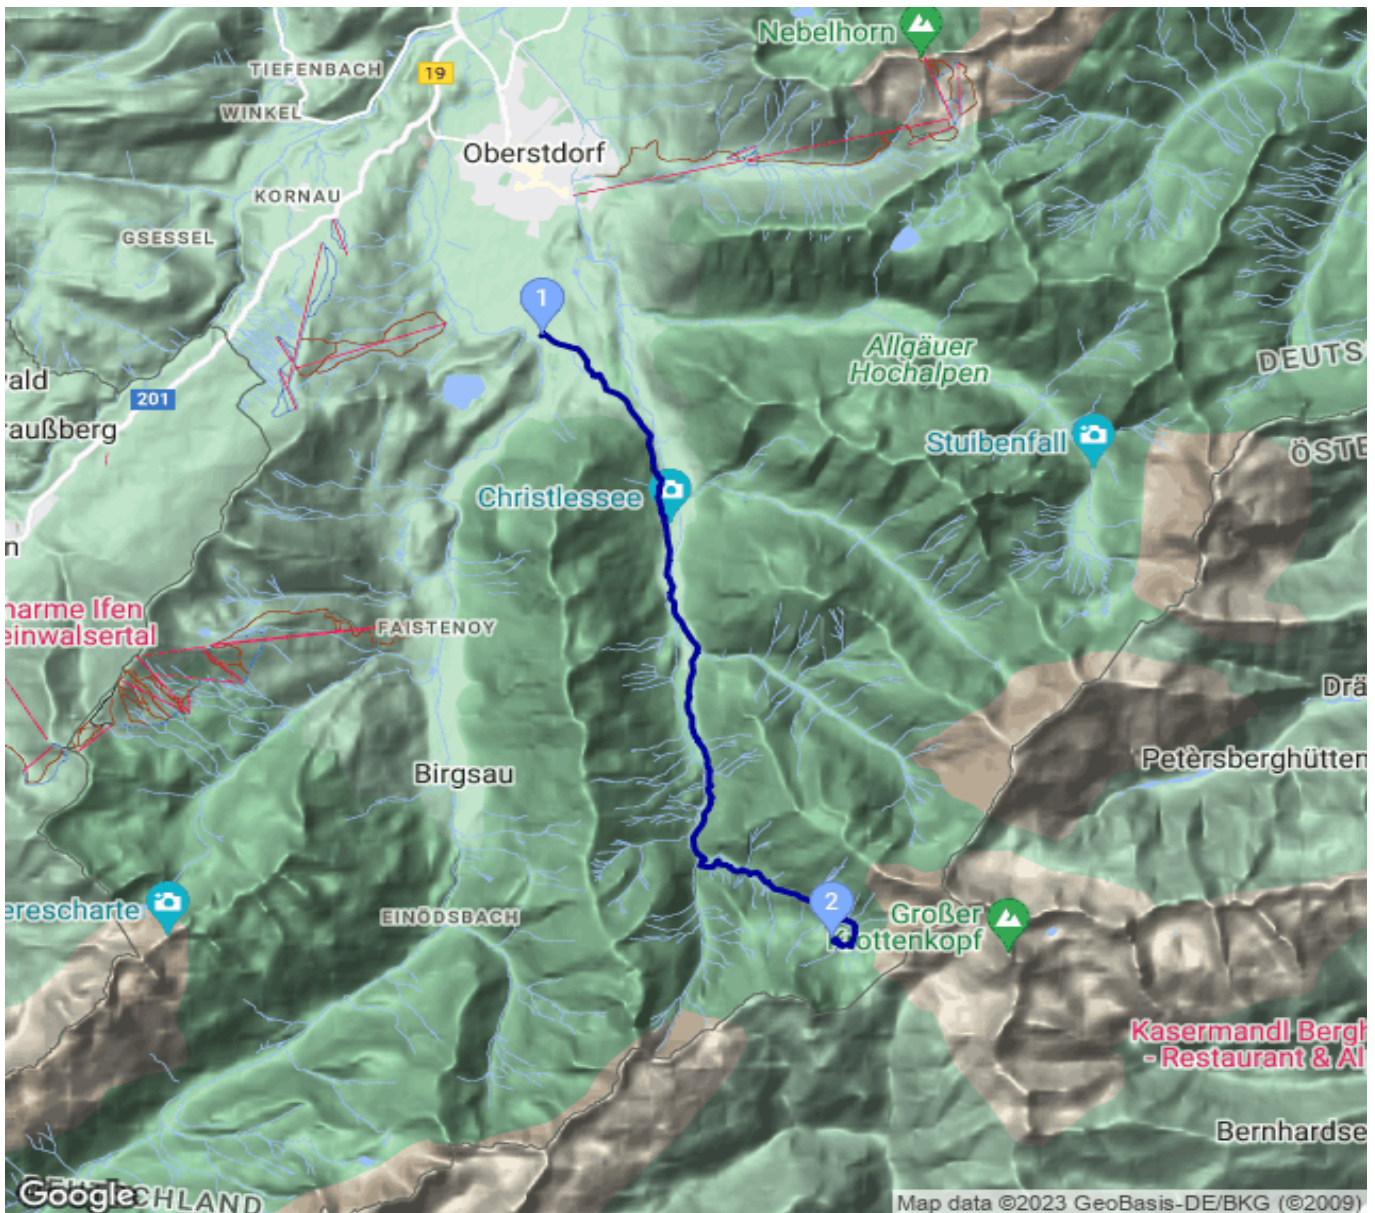 Nebelhorn
TIEFENBACH
19
WINKEL
Oberstdorf
KORNAU
GSESSEL
1
Allgäuer
Hochalpen
DEUTS
ald
201
raußberg
Stuibenfall
ÖSTE
Christlessee
n
harme Ifen
einwalsertal
FAISTENOY
Drä
Petersberghütten
Birgsau
2
erescharte
EINÖDSBACH
Großer
Krottenkopf
Kasermandl Bergh
- Restaurant & Al
Bernhardse
Google
CHLAND
Map data ©2023 GeoBasis-DE/BKG (©2009)